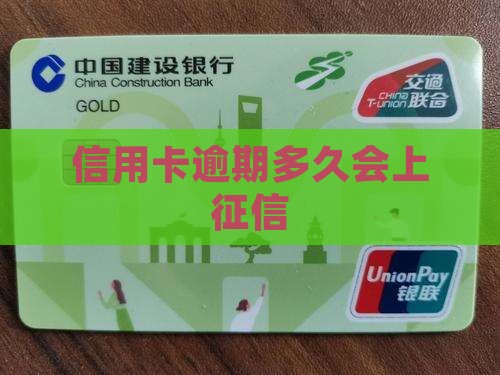 中国建设银行
China Construction Bank
GOLD
交通
CHINA
T-UNION 联合
信用卡逾期多久会上
征信
UnionPay
银联